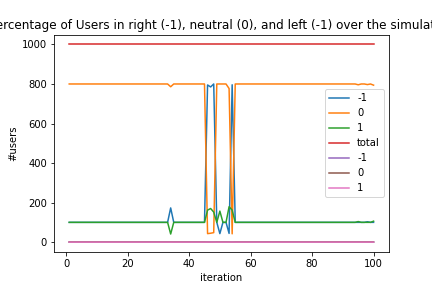 ercentage of Users in right (-1), neutral (0), and left (-1) over the simulat
1000
800
600
400
200
0
#users
0 20 40 60 80 100
iteration
-1
0
1
total
-1
0
1